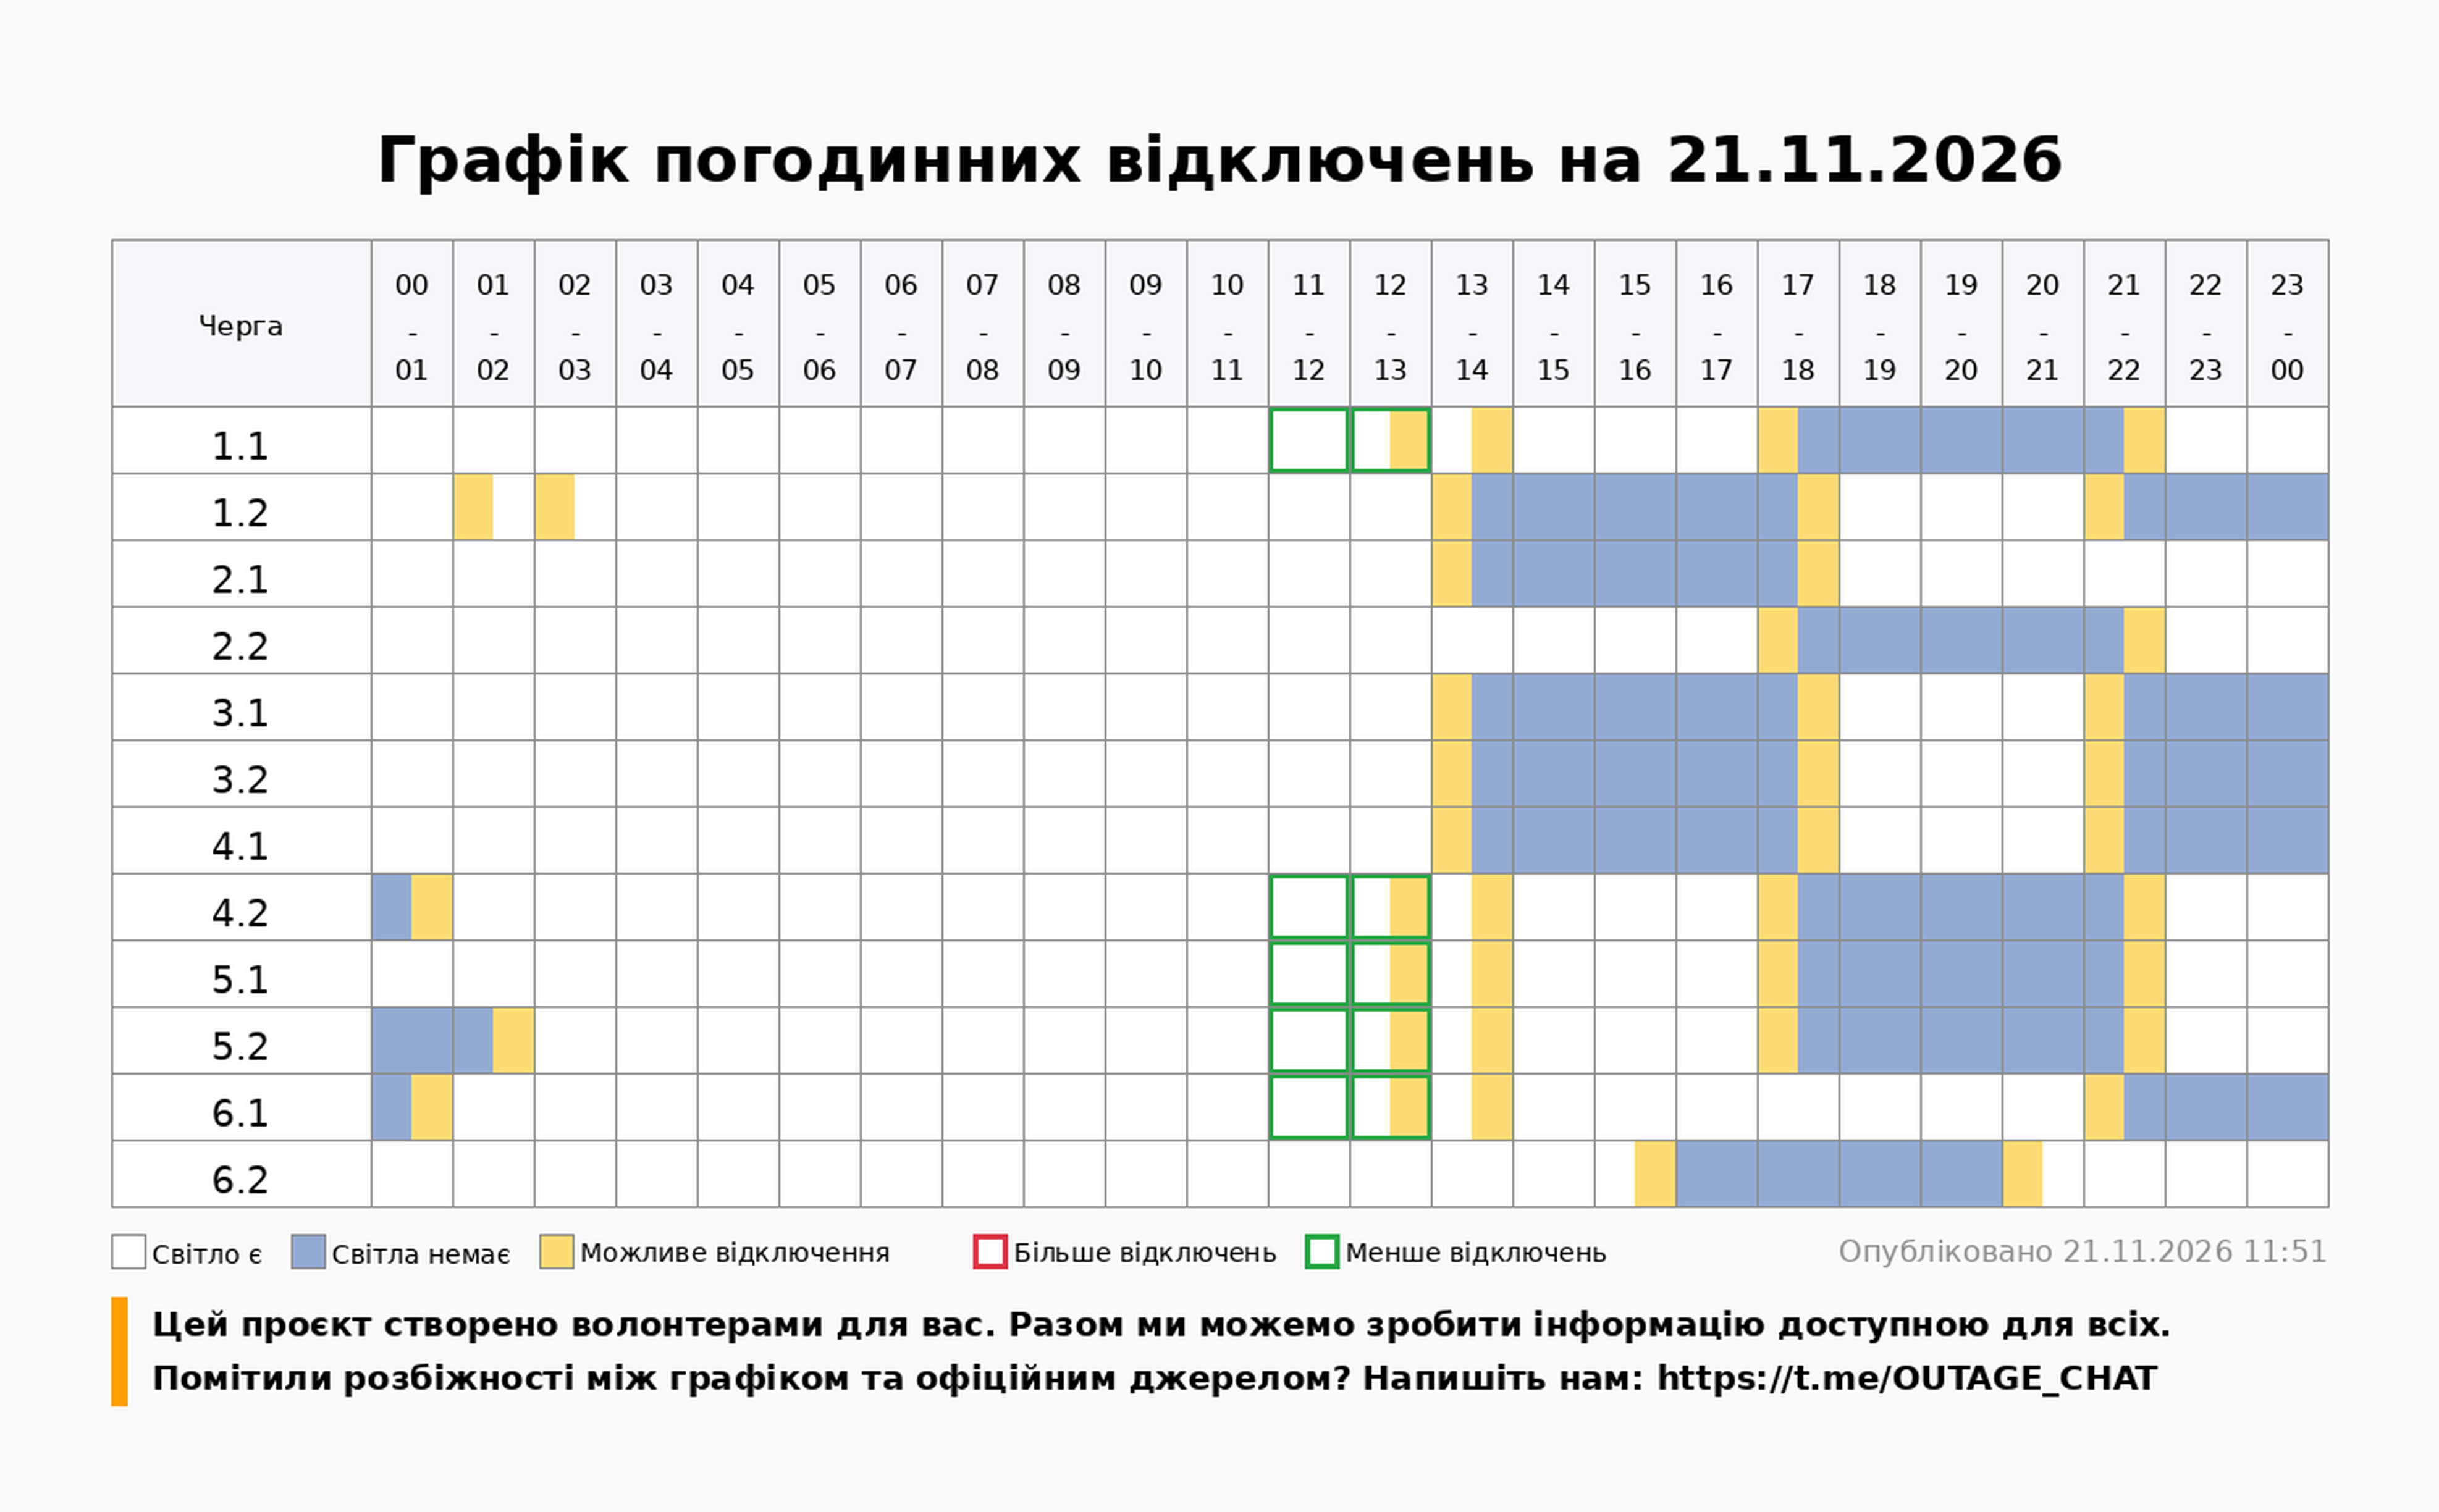 Графік погодинних відключень на 21.11.2026
Черга
00 01 02 03 04 05 06 07 08 09 10 11 12 13 14 15 16 17 18 19 20 21 22 23
- - - - - - - - - - - - - - - - - - - - - - - -
01 02 03 04 05 06 07 08 09 10 11 12 13 14 15 16 17 18 19 20 21 22 23 00
1.1
1.2
2.1
2.2
3.1
3.2
4.1
4.2
5.1
5.2
6.1
6.2
Світло є Світла немає Можливе відключення Більше відключень Менше відключень Опубліковано 21.11.2026 11:51
Цей проєкт створено волонтерами для вас. Разом ми можемо зробити інформацію доступною для всіх.
Помітили розбіжності між графіком та офіційним джерелом? Напишіть нам: https://t.me/OUTAGE_CHAT